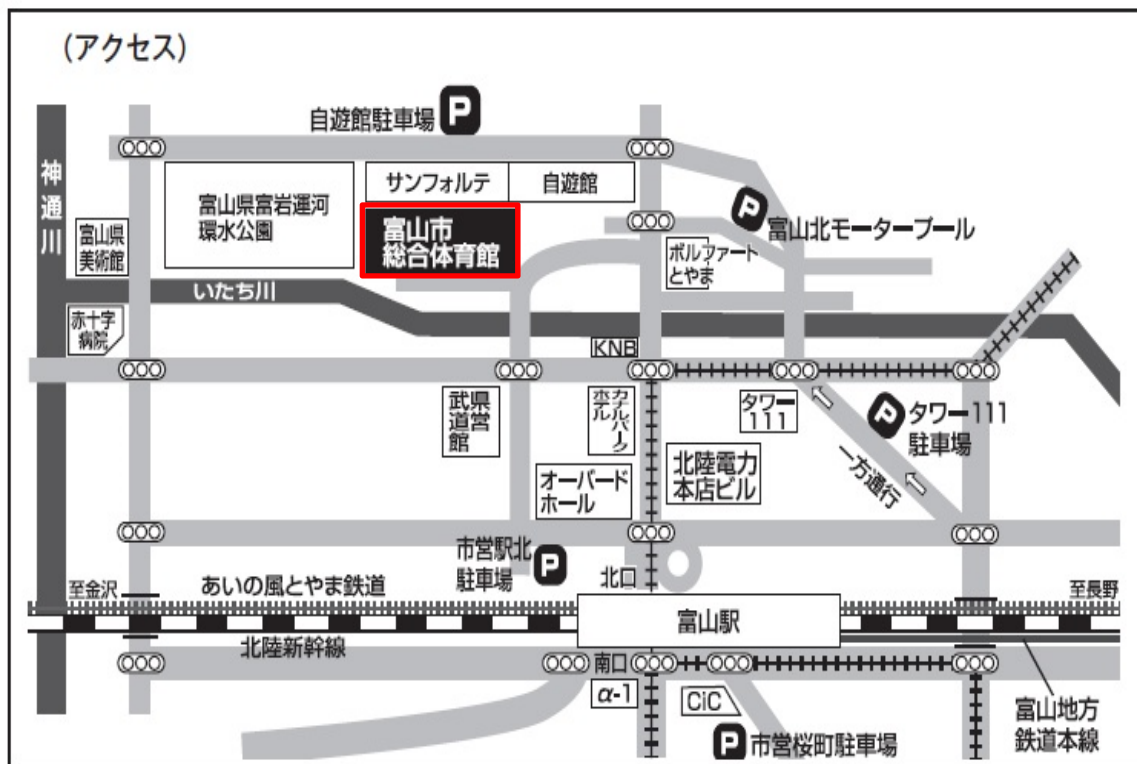 (アクセス)
自遊館駐車場 P
神通川
富山県富岩運河
環水公園
サンフォルテ
自遊館
富山県
美術館
富山市
総合体育館
P 富山北モータープール
ボルファート
とやま
いたち川
赤十字
病院
KNB
県営
武道館
カナルパーク
ホテル
タワー
111
P タワー111
駐車場
オーバード
ホール
北陸電力
本店ビル
一方通行
市営駅北
駐車場 P
北口
至金沢
あいの風とやま鉄道
至長野
富山駅
北陸新幹線
南口
α-1
CiC
P 市営桜町駐車場
富山地方
鉄道本線